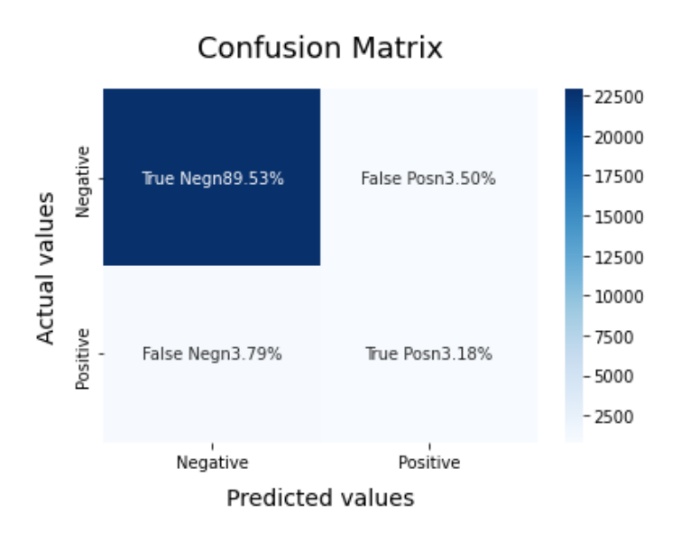 Confusion Matrix
Actual values
Negative
Positive
True Negn89.53%
False Posn3.50%
False Negn3.79%
True Posn3.18%
Negative
Positive
Predicted values
22500
20000
17500
15000
12500
10000
7500
5000
2500